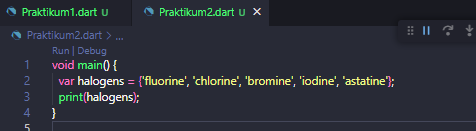 Praktikum1.dart U
Praktikum2.dart U
Praktikum2.dart > ...
Run | Debug
1 void main() {
2 var halogens = {'fluorine', 'chlorine', 'bromine', 'iodine', 'astatine'};
3 print(halogens);
4 }
5